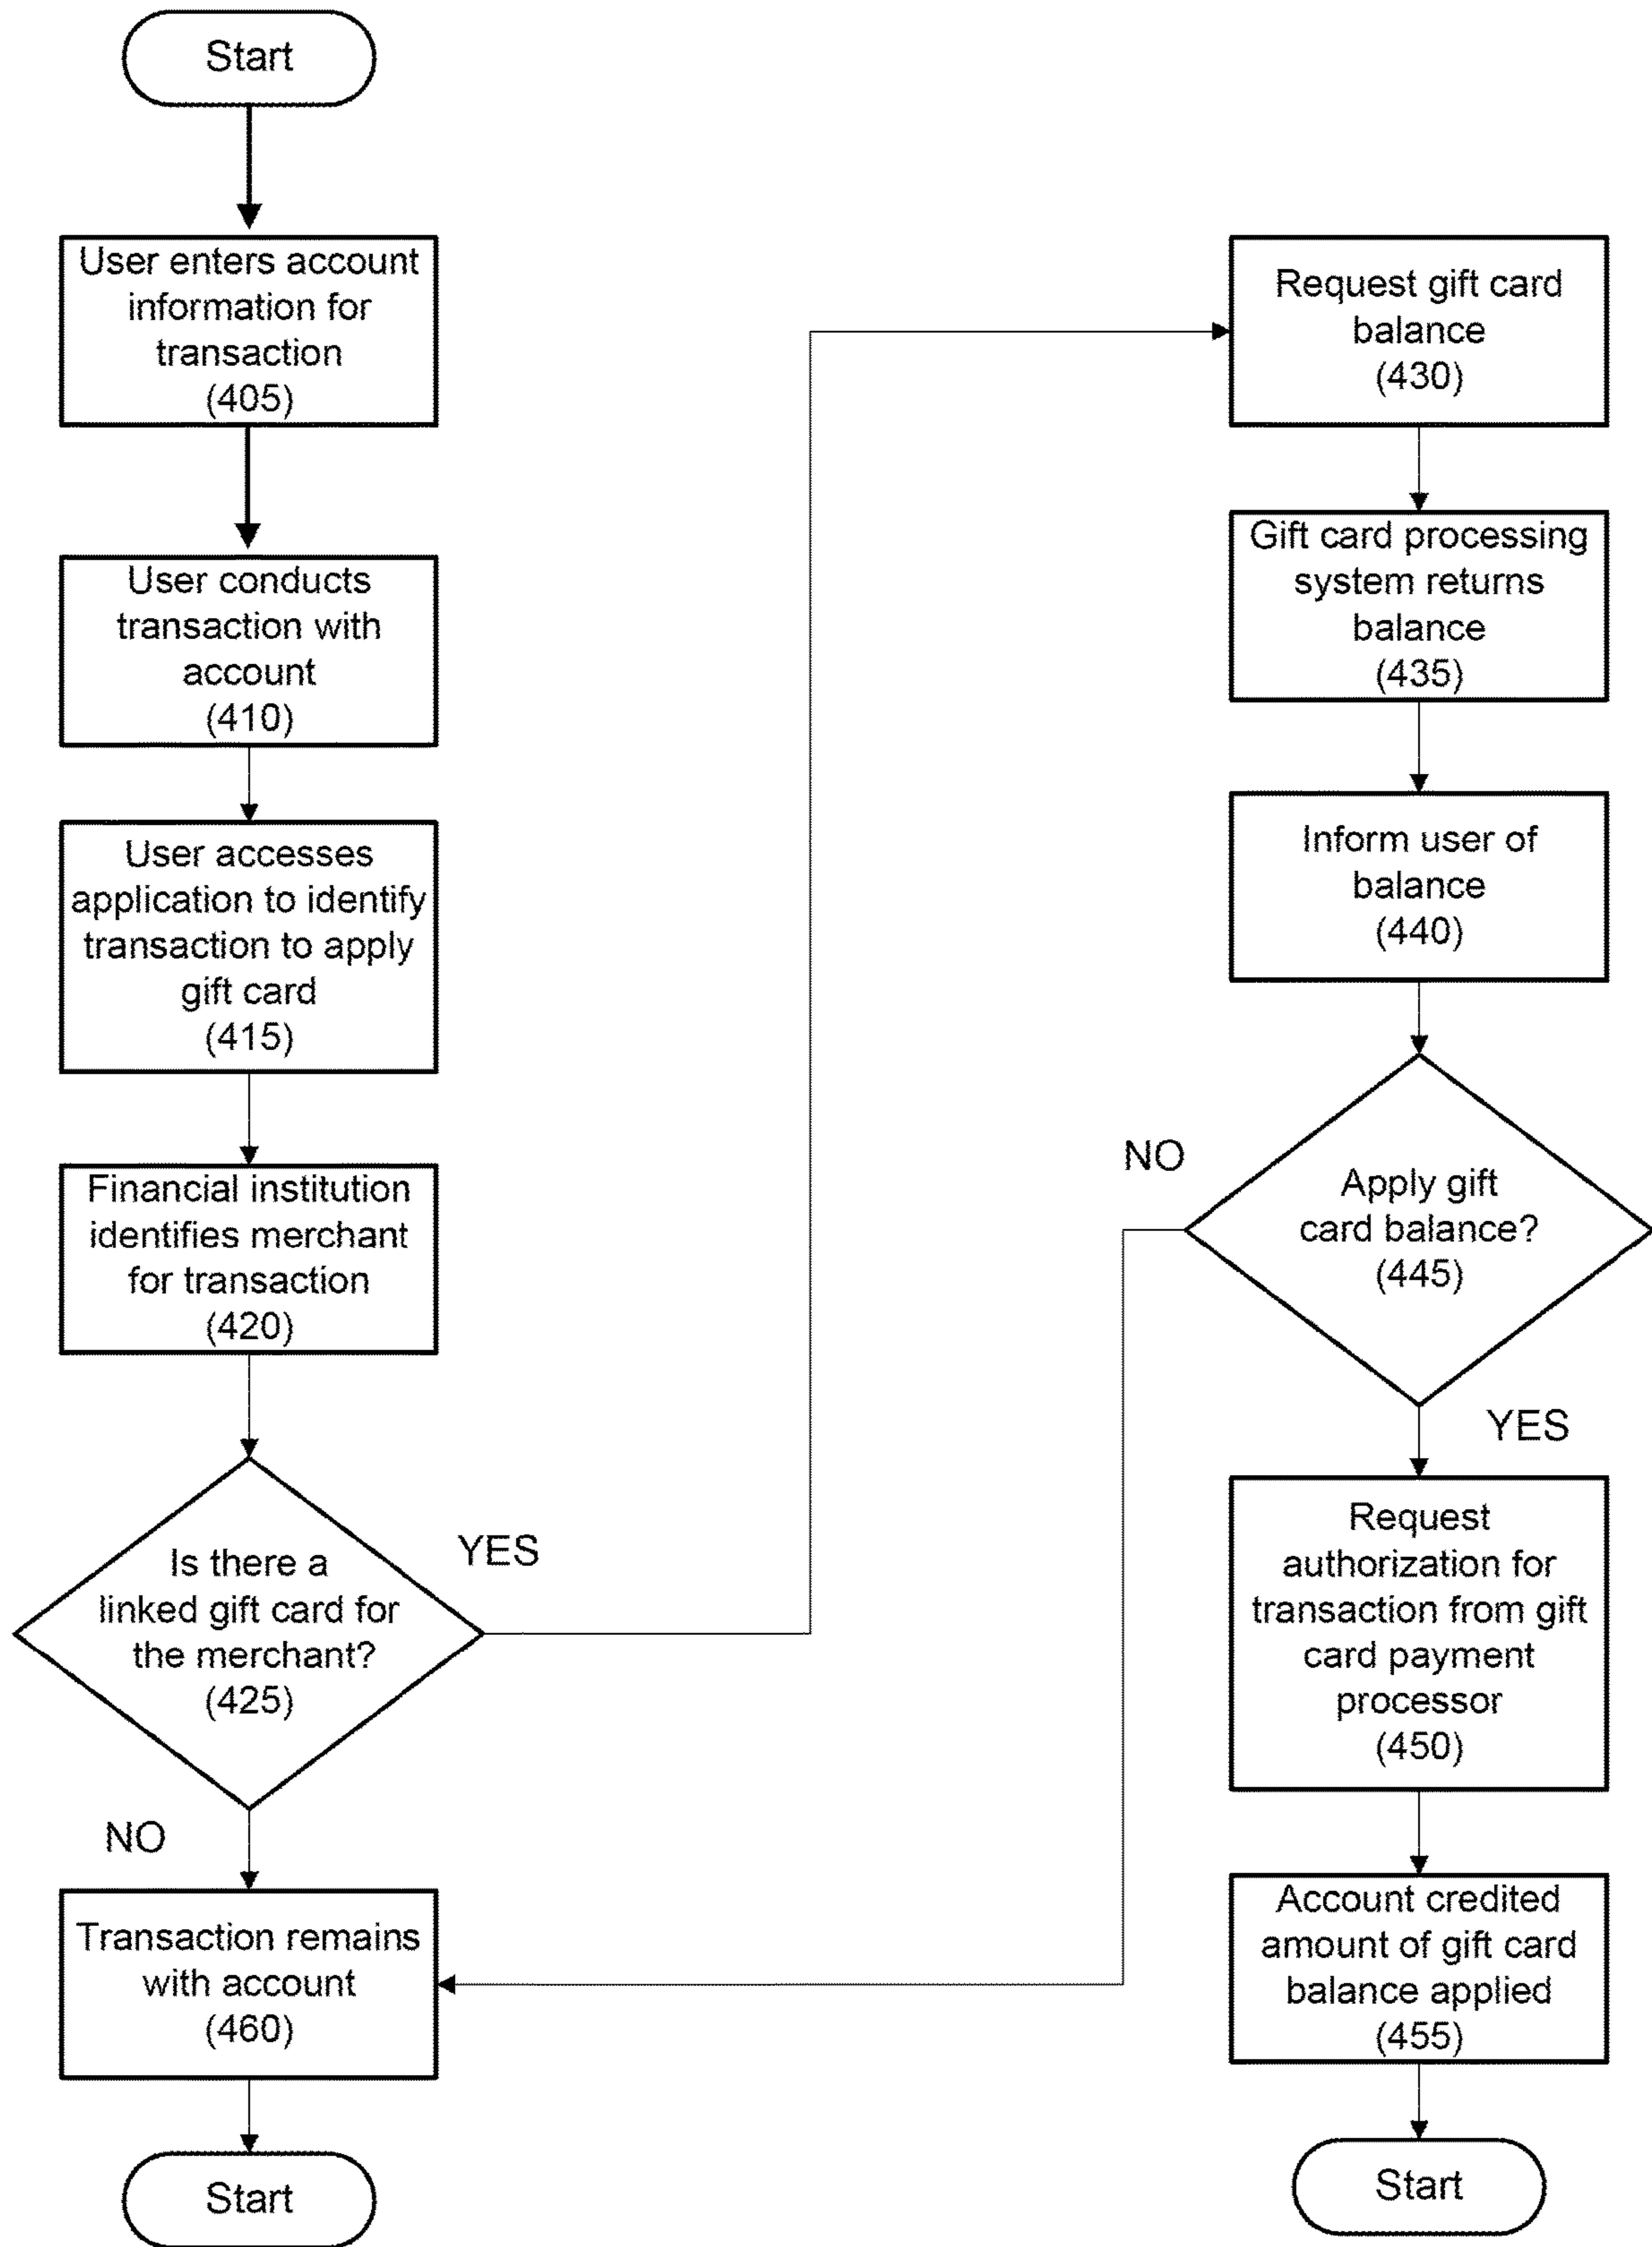 Start
User enters account
information for
transaction
(405)
User conducts
transaction with
account
(410)
User accesses
application to identify
transaction to apply
gift card
(415)
Financial institution
identifies merchant
for transaction
(420)
Is there a
linked gift card for
the merchant?
(425)
YES
NO
Transaction remains
with account
(460)
Start
Request gift card
balance
(430)
Gift card processing
system returns
balance
(435)
Inform user of
balance
(440)
Apply gift
card balance?
(445)
NO
YES
Request
authorization for
transaction from gift
card payment
processor
(450)
Account credited
amount of gift card
balance applied
(455)
Start